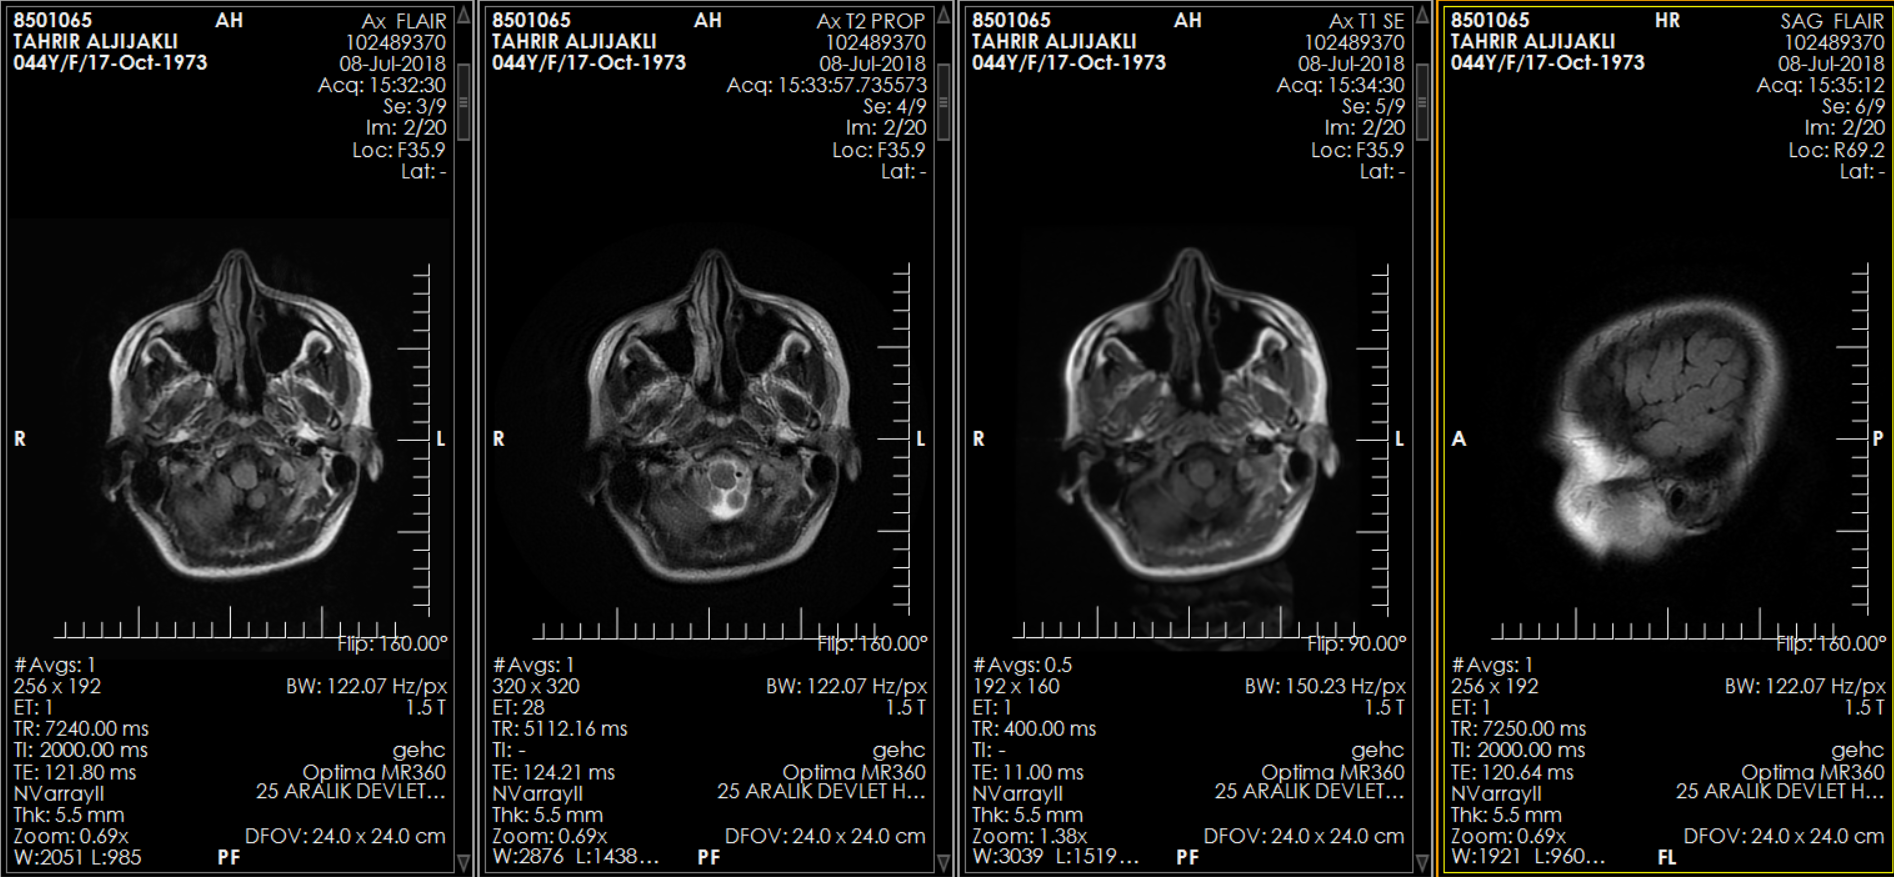 8501065 AH Ax FLAIR
TAHRIR ALJIJAKLI 102489370
044Y/F/17-Oct-1973 08-Jul-2018
Acq: 15:32:30
Se: 3/9
Im: 2/20
Loc: F35.9
Lat: -
R L
Flip: 160.00°
#Avgs: 1
256 x 192 BW: 122.07 Hz/px
ET: 1 1.5 T
TR: 7240.00 ms
TI: 2000.00 ms gehc
TE: 121.80 ms Optima MR360
NVarrayII 25 ARALIK DEVLET...
Thk: 5.5 mm
Zoom: 0.69x DFOV: 24.0 x 24.0 cm
W:2051 L:985 PF
8501065 AH Ax T2 PROP
TAHRIR ALJIJAKLI 102489370
044Y/F/17-Oct-1973 08-Jul-2018
Acq: 15:33:57.735573
Se: 4/9
Im: 2/20
Loc: F35.9
Lat: -
R L
Flip: 160.00°
#Avgs: 1
320 x 320 BW: 122.07 Hz/px
ET: 28 1.5 T
TR: 5112.16 ms
TI: - gehc
TE: 124.21 ms Optima MR360
NVarrayII 25 ARALIK DEVLET H...
Thk: 5.5 mm
Zoom: 0.69x DFOV: 24.0 x 24.0 cm
W:2876 L:1438... PF
8501065 AH Ax T1 SE
TAHRIR ALJIJAKLI 102489370
044Y/F/17-Oct-1973 08-Jul-2018
Acq: 15:34:30
Se: 5/9
Im: 2/20
Loc: F35.9
Lat: -
R L
Flip: 90.00°
#Avgs: 0.5
192 x 160 BW: 150.23 Hz/px
ET: 1 1.5 T
TR: 400.00 ms
TI: - gehc
TE: 11.00 ms Optima MR360
NVarrayII 25 ARALIK DEVLET...
Thk: 5.5 mm
Zoom: 1.38x DFOV: 24.0 x 24.0 cm
W:3039 L:1519... PF
8501065 HR SAG FLAIR
TAHRIR ALJIJAKLI 102489370
044Y/F/17-Oct-1973 08-Jul-2018
Acq: 15:35:12
Se: 6/9
Im: 2/20
Loc: R69.2
Lat: -
A P
Flip: 160.00°
#Avgs: 1
256 x 192 BW: 122.07 Hz/px
ET: 1 1.5 T
TR: 7250.00 ms
TI: 2000.00 ms gehc
TE: 120.64 ms Optima MR360
NVarrayII 25 ARALIK DEVLET H...
Thk: 5.5 mm
Zoom: 0.69x DFOV: 24.0 x 24.0 cm
W:1921 L:960... FL